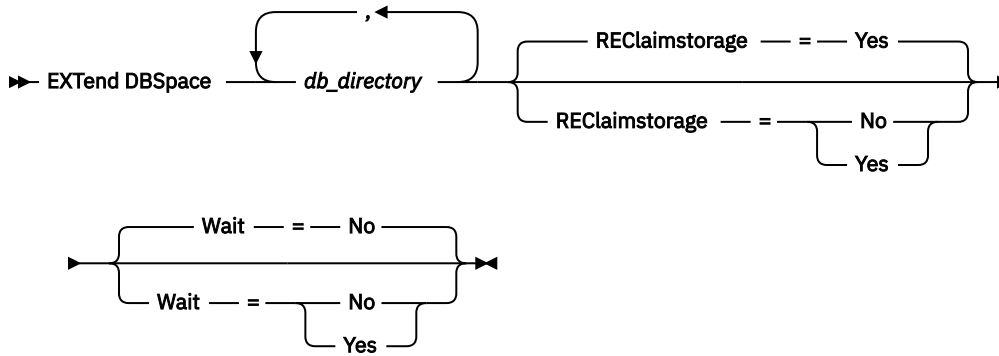 ,
REClaimstorage = Yes
EXTend DBSpace db_directory
REClaimstorage = No
Yes
Wait = No
Wait = No
Yes